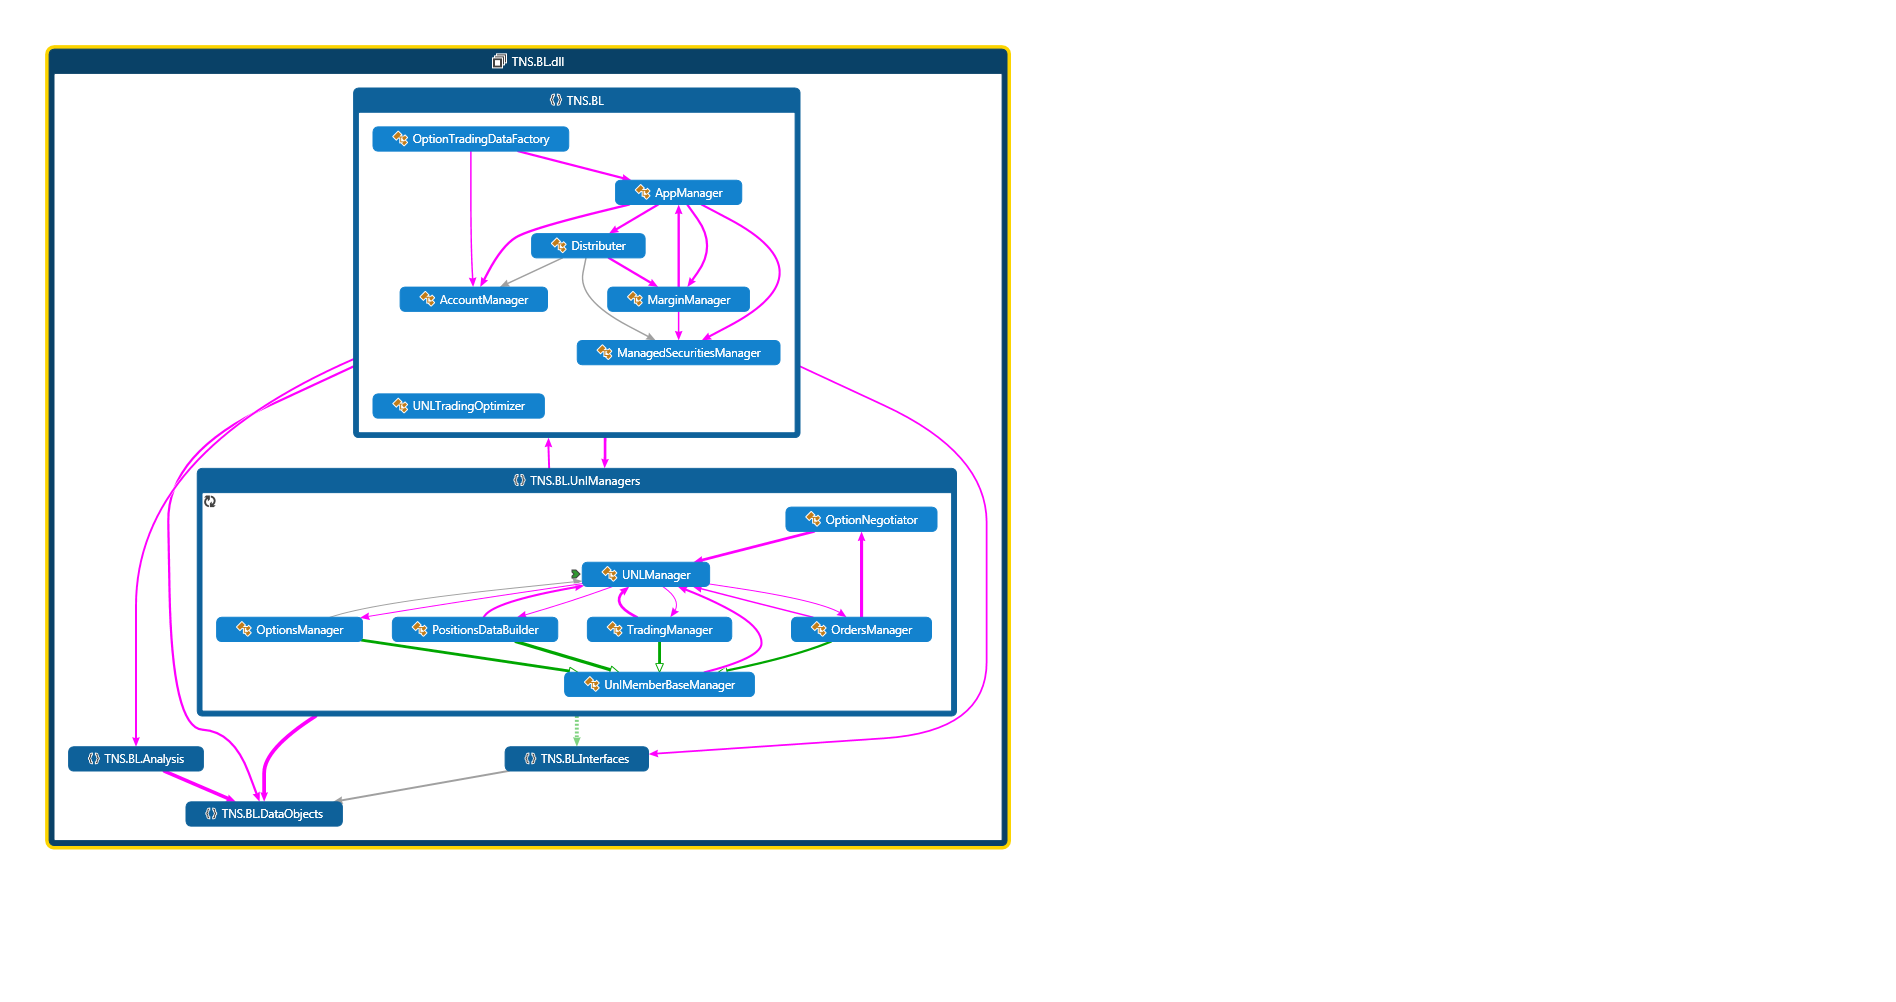 TNS.BL.dll
TNS.BL
OptionTradingDataFactory
AppManager
Distributer
AccountManager
MarginManager
ManagedSecuritiesManager
UNLTradingOptimizer
TNS.BL.UnlManagers
OptionNegotiator
UNLManager
OptionsManager
PositionsDataBuilder
TradingManager
OrdersManager
UnlMemberBaseManager
TNS.BL.Analysis
TNS.BL.Interfaces
TNS.BL.DataObjects